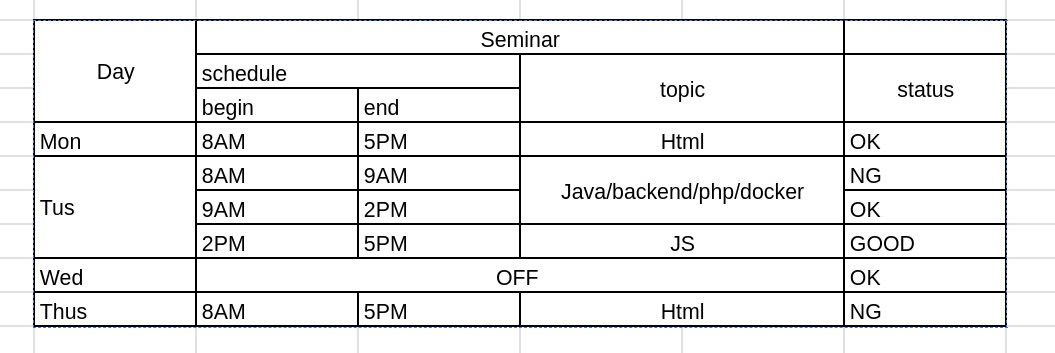 Seminar
Day
schedule
topic
status
begin end
Mon 8AM 5PM Html OK
8AM 9AM NG
Java/backend/php/docker
Tus 9AM 2PM OK
2PM 5PM JS GOOD
Wed OFF OK
Thus 8AM 5PM Html NG